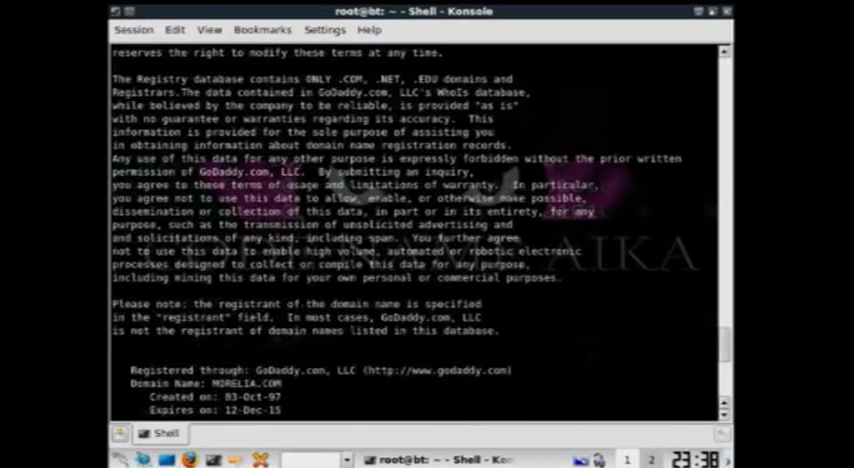 root@bt: ~ - Shell - Konsole
Session Edit View Bookmarks Settings Help
reserves the right to modify these terms at any time.
The Registry database contains ONLY .COM, .NET, .EDU domains and
Registrars.The data contained in GoDaddy.com, LLC's WhoIs database,
while believed by the company to be reliable, is provided "as is"
with no guarantee or warranties regarding its accuracy. This
information is provided for the sole purpose of assisting you
in obtaining information about domain name registration records.
Any use of this data for any other purpose is expressly forbidden without the prior written
permission of GoDaddy.com, LLC. By submitting an inquiry,
you agree to these terms of usage and limitations of warranty. In particular,
you agree not to use this data to allow, enable, or otherwise make possible,
dissemination or collection of this data, in part or in its entirety, for any
purpose, such as the transmission of unsolicited advertising and
and solicitations of any kind, including spam. You further agree
not to use this data to enable high volume, automated or robotic electronic
processes designed to collect or compile this data for any purpose,
including mining this data for your own personal or commercial purposes.
Please note: the registrant of the domain name is specified
in the "registrant" field. In most cases, GoDaddy.com, LLC
is not the registrant of domain names listed in this database.
Registered through: GoDaddy.com, LLC (http://www.godaddy.com)
Domain Name: MORELIA.COM
Created on: 03-Oct-97
Expires on: 12-Dec-15
Shell
root@bt: ~ - Shell - Kon
1 2 23:38